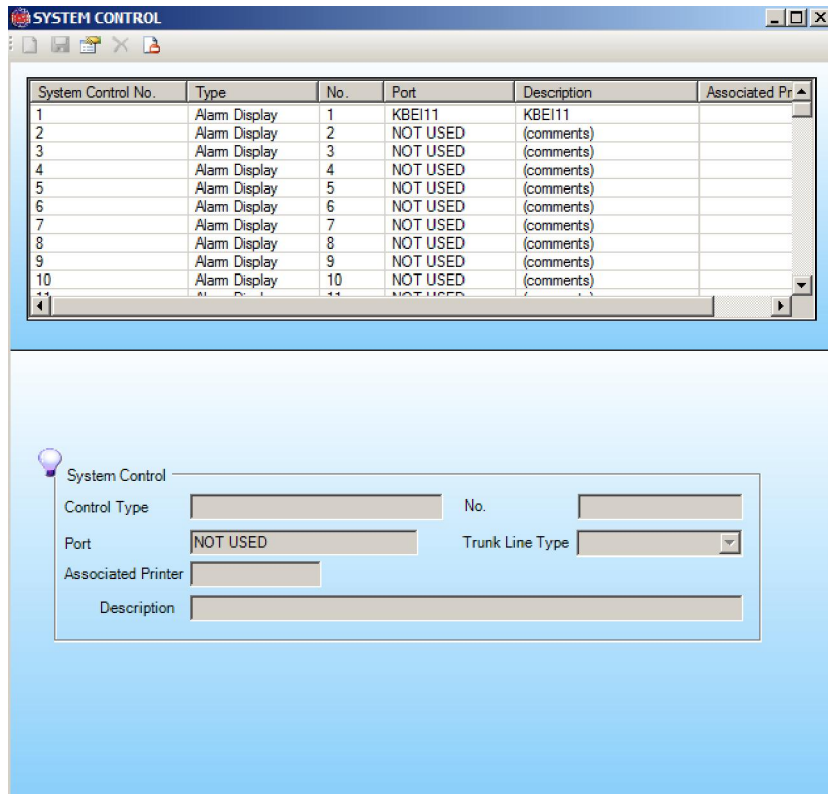 SYSTEM CONTROL
System Control No. Type No. Port Description Associated Pr
1 Alarm Display 1 KBEI11 KBEI11
2 Alarm Display 2 NOT USED (comments)
3 Alarm Display 3 NOT USED (comments)
4 Alarm Display 4 NOT USED (comments)
5 Alarm Display 5 NOT USED (comments)
6 Alarm Display 6 NOT USED (comments)
7 Alarm Display 7 NOT USED (comments)
8 Alarm Display 8 NOT USED (comments)
9 Alarm Display 9 NOT USED (comments)
10 Alarm Display 10 NOT USED (comments)
System Control
Control Type No.
Port NOT USED Trunk Line Type
Associated Printer
Description